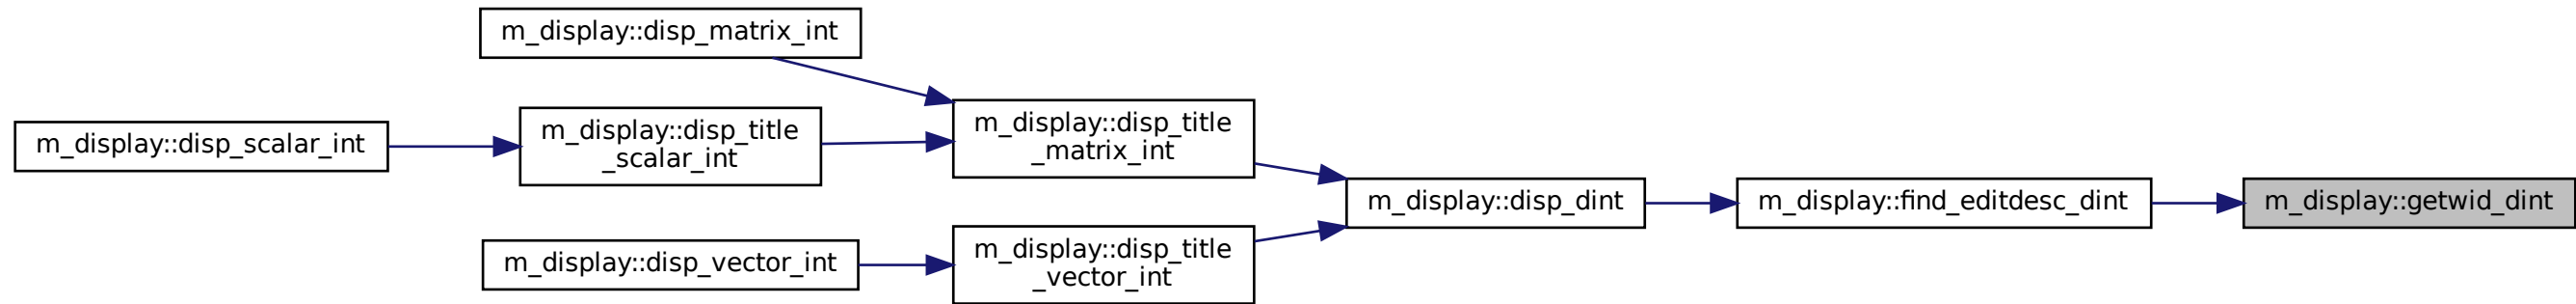 m_display::disp_matrix_int
m_display::disp_scalar_int
m_display::disp_title
_scalar_int
m_display::disp_title
_matrix_int
m_display::disp_vector_int
m_display::disp_title
_vector_int
m_display::disp_dint
m_display::find_editdesc_dint
m_display::getwid_dint